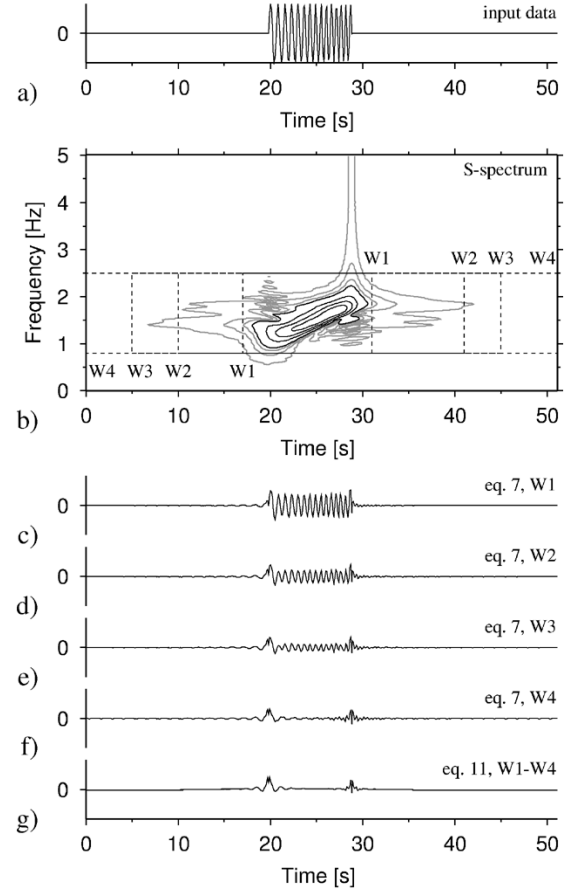 input data
0
a)
0 10 20 30 40 50
Time [s]
S-spectrum
5
4
3
2
1
0
Frequency [Hz]
W1 W2 W3 W4
W4 W3 W2 W1
b)
0 10 20 30 40 50
Time [s]
eq. 7, W1
0
c)
eq. 7, W2
0
d)
eq. 7, W3
0
e)
eq. 7, W4
0
f)
eq. 11, W1-W4
0
g)
0 10 20 30 40 50
Time [s]